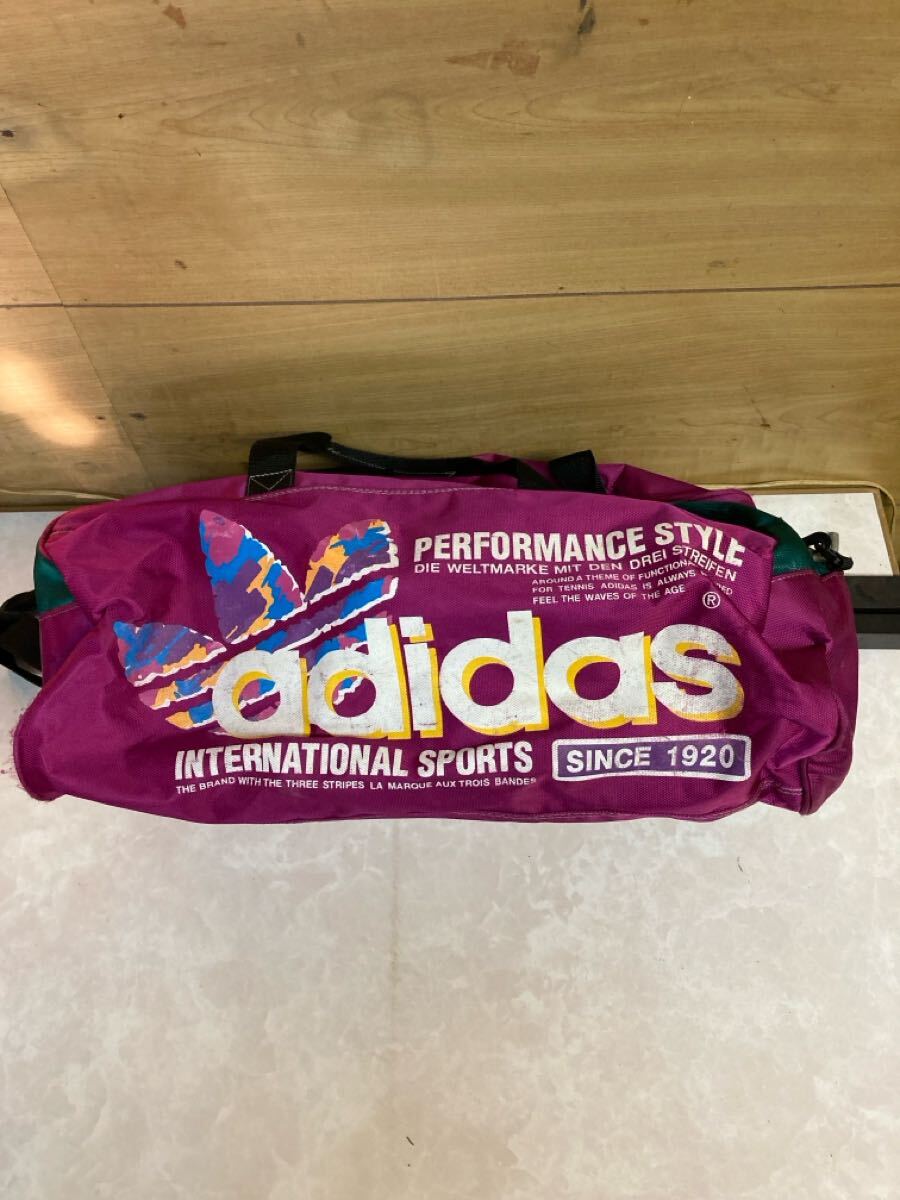 PERFORMANCE STYLE
DIE WELTMARKE MIT DEN DREI STREIFEN
AROUND A THEME OF FUNCTION
FOR TENNIS ADIDAS IS ALWAYS
FEEL THE WAVES OF THE AGE
®
adidas
INTERNATIONAL SPORTS
SINCE 1920
THE BRAND WITH THE THREE STRIPES LA MARQUE AUX TROIS BANDES